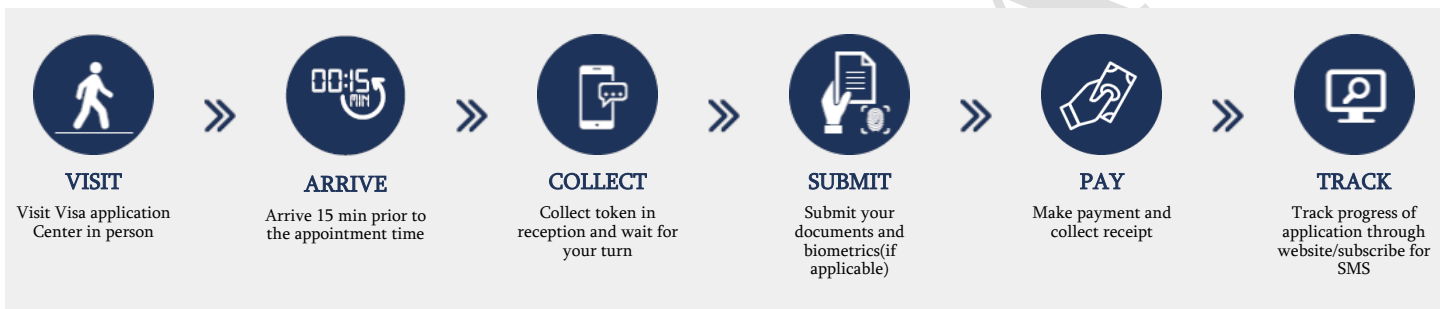 00:15
MIN
VISIT
Visit Visa application
Center in person
ARRIVE
Arrive 15 min prior to
the appointment time
COLLECT
Collect token in
reception and wait for
your turn
SUBMIT
Submit your
documents and
biometrics(if
applicable)
PAY
Make payment and
collect receipt
TRACK
Track progress of
application through
website/subscribe for
SMS